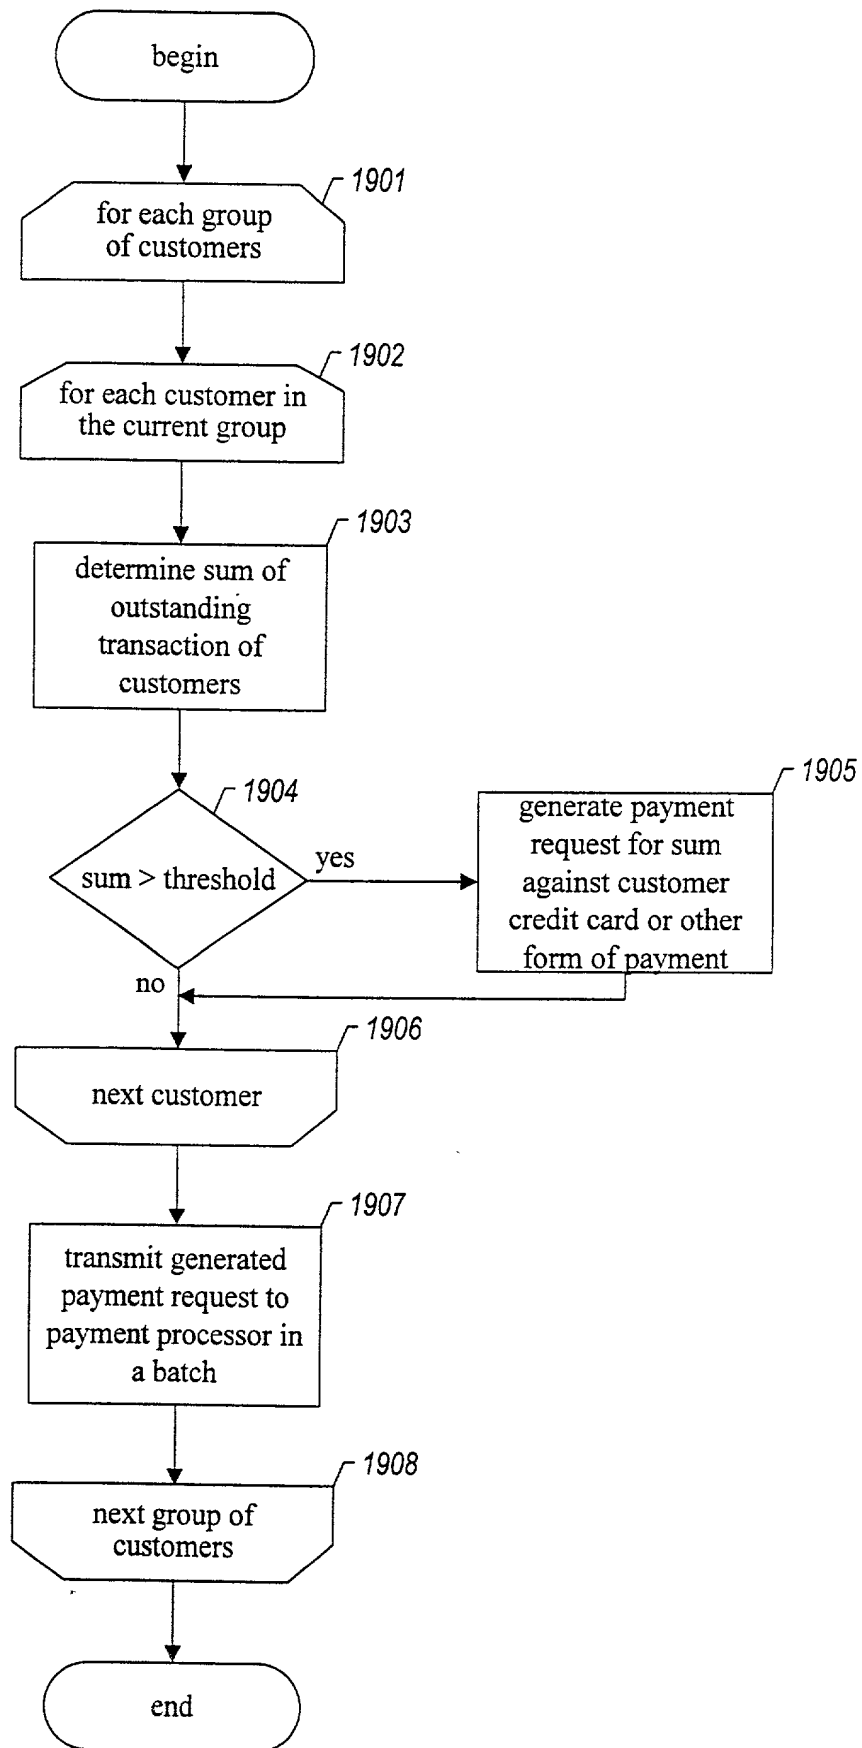 begin
1901
for each group
of customers
1902
for each customer in
the current group
1903
determine sum of
outstanding
transaction of
customers
1904
sum > threshold
yes
no
1905
generate payment
request for sum
against customer
credit card or other
form of payment
1906
next customer
1907
transmit generated
payment request to
payment processor in
a batch
1908
next group of
customers
end